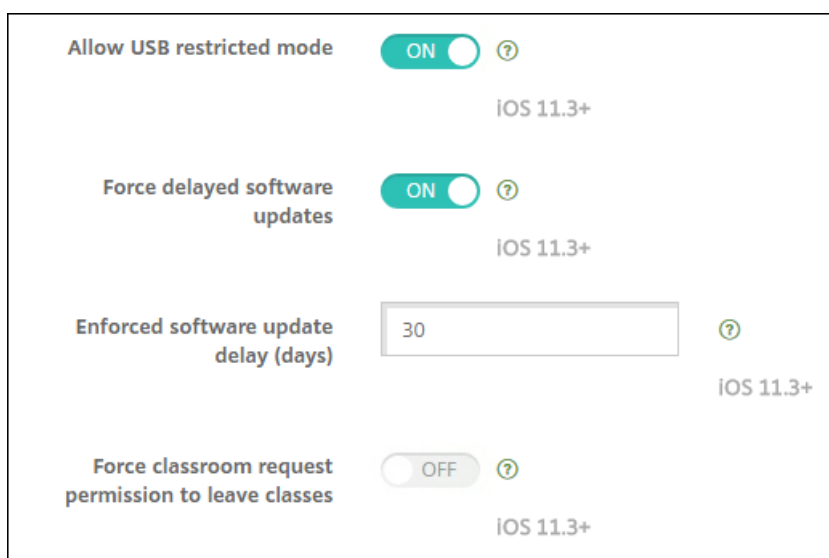 Allow USB restricted mode
ON
?
iOS 11.3+
Force delayed software
updates
ON
?
iOS 11.3+
Enforced software update
delay (days)
30
?
iOS 11.3+
Force classroom request
permission to leave classes
OFF
?
iOS 11.3+